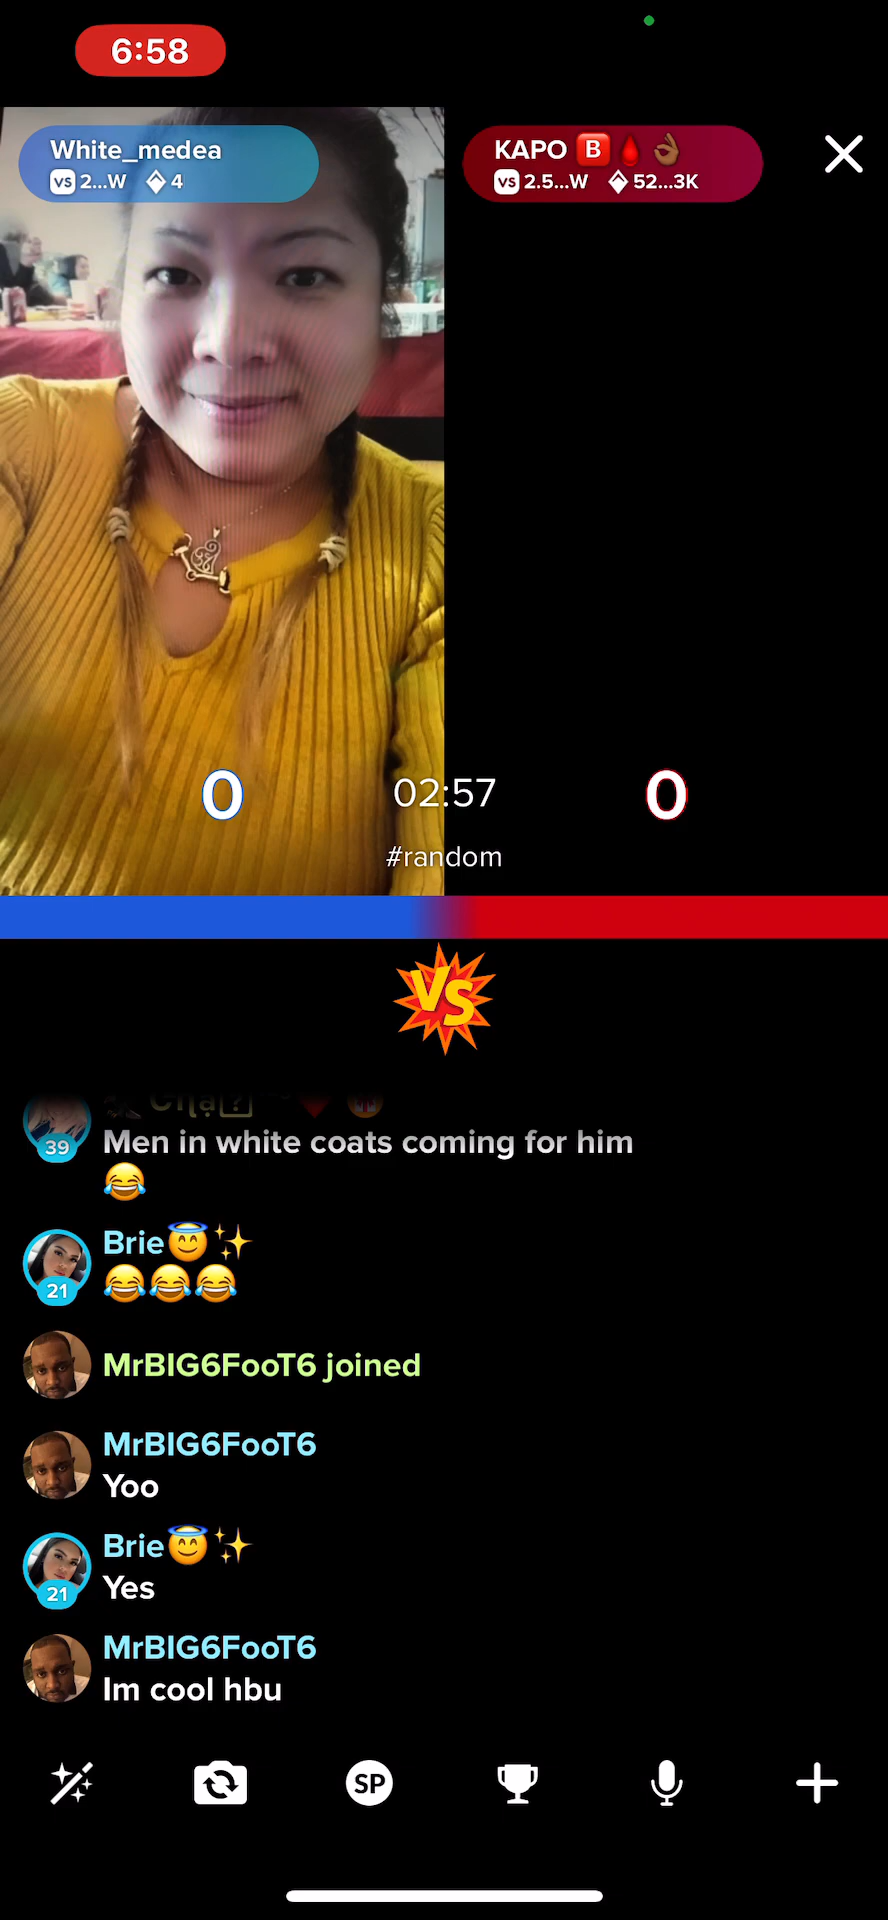 6:58
White_medea
VS 2...W 4
KAPO B 🩸 👌🏾
VS 2.5...W 52...3K
0
02:57
0
#random
VS
39
Men in white coats coming for him
😂
Brie😇✨
21
😂😂😂
MrBIG6FooT6 joined
MrBIG6FooT6
Yoo
Brie😇✨
21
Yes
MrBIG6FooT6
Im cool hbu
SP